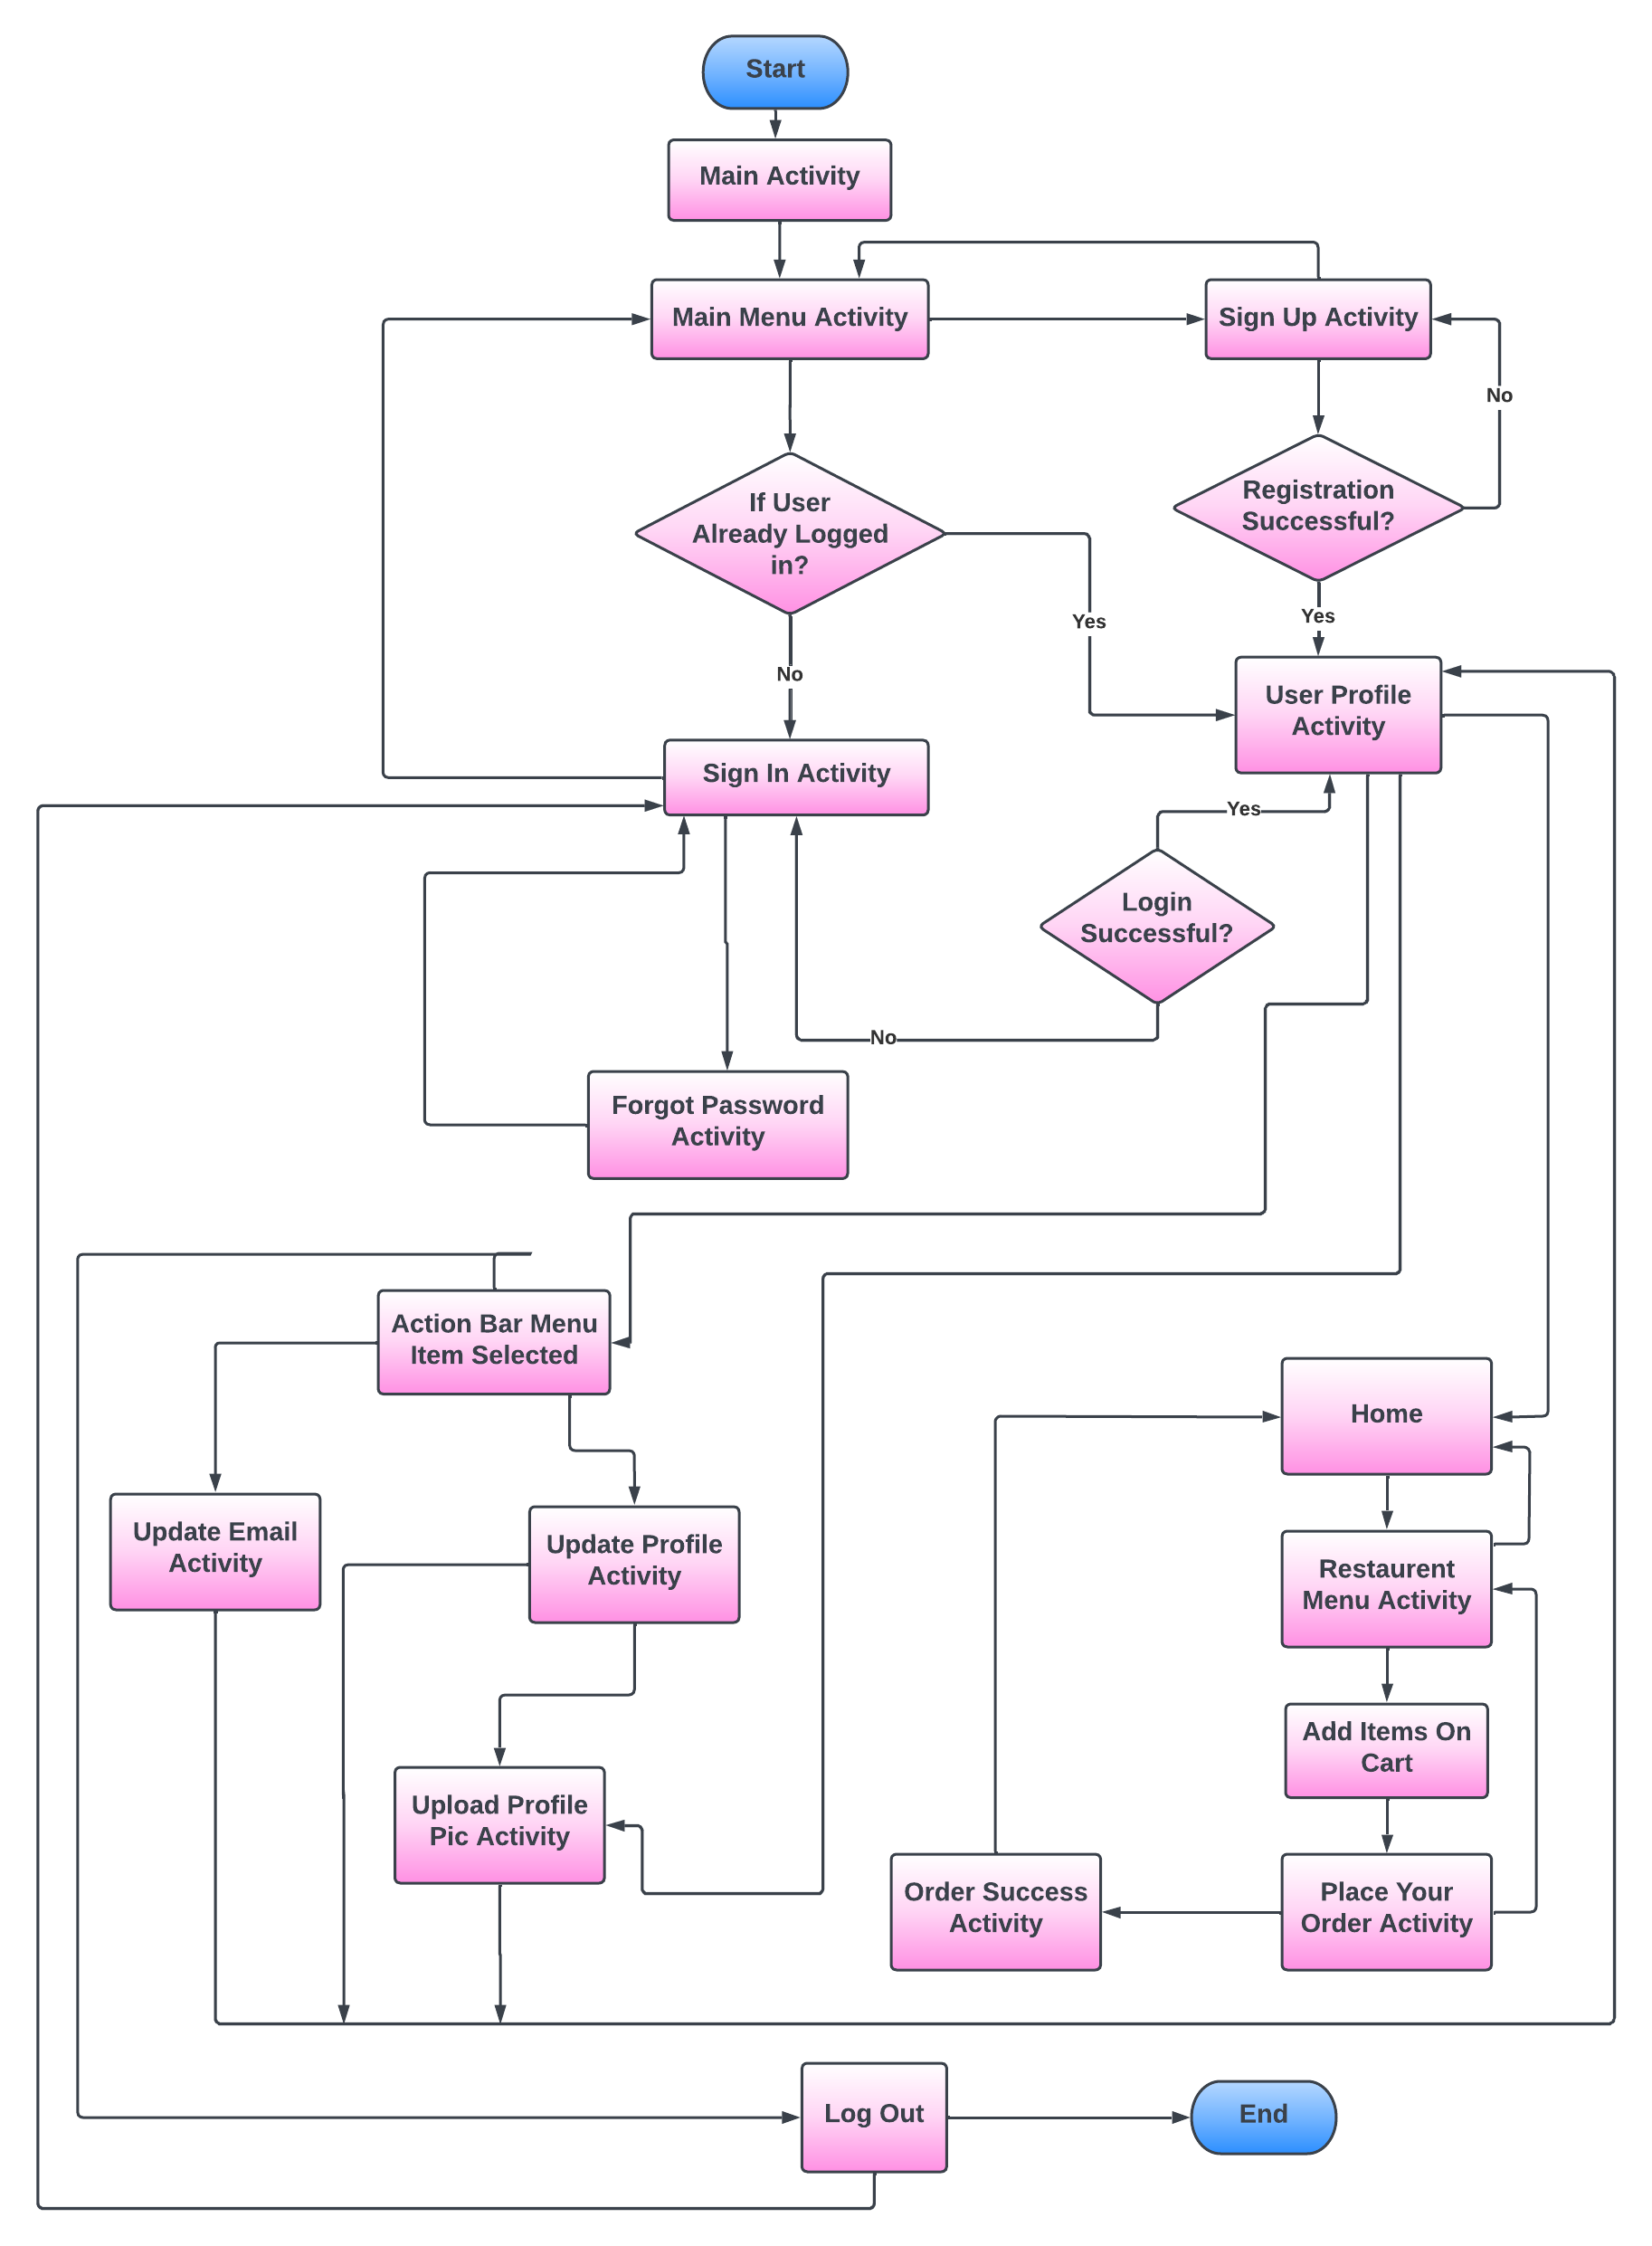 Start
Main Activity
Main Menu Activity
Sign Up Activity
No
If User
Already Logged
in?
Registration
Successful?
Yes
Yes
No
User Profile
Activity
Sign In Activity
Yes
Login
Successful?
No
Forgot Password
Activity
Action Bar Menu
Item Selected
Home
Update Email
Activity
Update Profile
Activity
Restaurent
Menu Activity
Add Items On
Cart
Upload Profile
Pic Activity
Order Success
Activity
Place Your
Order Activity
Log Out
End